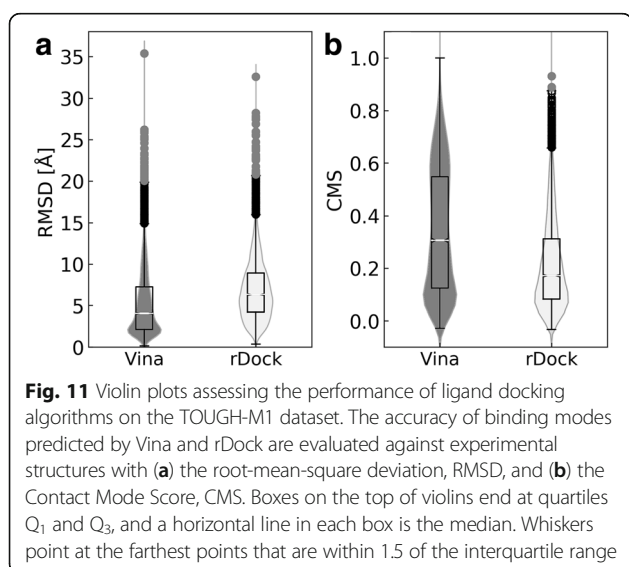 a
b
35
30
25
20
15
10
5
0
RMSD [Å]
Vina
rDock
1.0
0.8
0.6
0.4
0.2
0.0
CMS
Vina
rDock
Fig. 11 Violin plots assessing the performance of ligand docking
algorithms on the TOUGH-M1 dataset. The accuracy of binding modes
predicted by Vina and rDock are evaluated against experimental
structures with (a) the root-mean-square deviation, RMSD, and (b) the
Contact Mode Score, CMS. Boxes on the top of violins end at quartiles
Q1 and Q3, and a horizontal line in each box is the median. Whiskers
point at the farthest points that are within 1.5 of the interquartile range